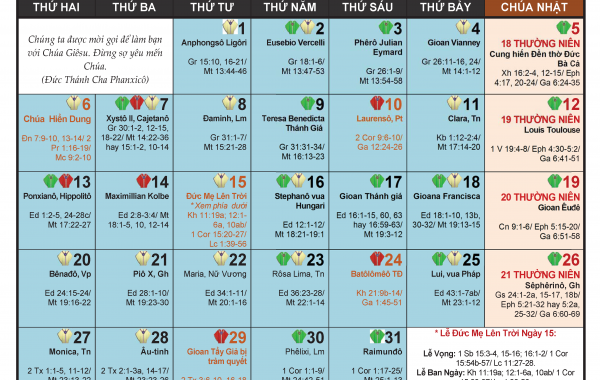 THỨ HAI THỨ BA THỨ TƯ THỨ NĂM THỨ SÁU THỨ BẢY CHÚA NHẬT
Chúng ta được mời gọi để làm bạn
với Chúa Giêsu. Đừng sợ yêu mến
Chúa.
(Đức Thánh Cha Phanxicô)
1
Anphongsô Ligôri
Gr 15:10, 16-21/
Mt 13:44-46
2
Eusebio Vercelli
Gr 18:1-6/
Mt 13:47-53
3
Phêrô Julian
Eymard
Gr 26:1-9/
Mt 13:54-58
4
Gioan Vianney
Gr 26:11-16, 24/
Mt 14:1-12
5
18 THƯỜNG NIÊN
Cung hiến Đền thờ Đức
Bà Cả
Xh 16:2-4, 12-15/ Eph
4:17, 20-24/ Ga 6:24-35
6
Chúa Hiển Dung
Đn 7:9-10, 13-14/ 2
Pr 1:16-19/
Mc 9:2-10
7
Xystô II, Cajetanô
Gr 30:1-2, 12-15,
18-22/ Mt 14:22-36
hay 15:1-2, 10-14
8
Đaminh, Lm
Gr 31:1-7/
Mt 15:21-28
9
Teresa Benedicta
Thánh Giá
Gr 31:31-34/
Mt 16:13-23
10
Laurensô, Pt
2 Cor 9:6-10/
Ga 12:24-26
11
Clara, Tn
Kb 1:12-2:4/
Mt 17:14-20
12
19 THƯỜNG NIÊN
Louis Toulouse
1 V 19:4-8/ Eph 4:30-5:2/
Ga 6:41-51
13
Ponxianô, Hippolitô
Ed 1:2-5, 24-28c/
Mt 17:22-27
14
Maximillian Kolbe
Ed 2:8-3:4/ Mt
18:1-5, 10, 12-14
15
Đức Mẹ Lên Trời
*Xem phía dưới
Kh 11:19a; 12:1-
6a, 10ab/
1 Cor 15:20-27/
Lc 1:39-56
16
Stephanô vua
Hungari
Ed 12:1-12/
Mt 18:21-19:1
17
Gioan Thánh giá
Ed 16:1-15, 60, 63
hay 16:59-63/
Mt 19:3-12
18
Gioana Francisca
Ed 18:1-10, 13b,
30-32/ Mt 19:13-15
19
20 THƯỜNG NIÊN
Gioan Êuđê
Cn 9:1-6/ Eph 5:15-20/
Ga 6:51-58
20
Bênađô, Vp
Ed 24:15-24/
Mt 19:16-22
21
Piô X, Gh
Ed 28:1-10/
Mt 19:23-30
22
Maria, Nữ Vương
Ed 34:1-11/
Mt 20:1-16
23
Rôsa Lima, Tn
Ed 36:23-28/
Mt 22:1-14
24
Batôlômêô TĐ
Kh 21:9b-14/
Ga 1:45-51
25
Lui, vua Pháp
Ed 43:1-7ab/
Mt 23:1-12
26
21 THƯỜNG NIÊN
Sêphêrinô, Gh
Gs 24:1-2a, 15-17, 18b/
Eph 5:21-32 hay 5:2a,
25-32/ Ga 6:60-69
27
Monica, Tn
2 Tx 1:1-5, 11-12/
Mt 23:13-22
28
Âu-tinh
2 Tx 2:1-3a, 14-17/
Mt 23:23-26
29
Gioan Tẩy Giả bị
trảm quyết
30
Phêlixi, Lm
1 Cor 1:1-9/
Mt 24:42-51
31
Raimunđô
1 Cor 1:17-25/
Mt 25:1-13
* Lễ Đức Mẹ Lên Trời Ngày 15:
Lễ Vọng: 1 Sb 15:3-4, 15-16; 16:1-2/ 1 Cor
15:54b-57/ Lc 11:27-28.
Lễ Ban Ngày: Kh 11:19a; 12:1-6a, 10ab/ 1 Cor